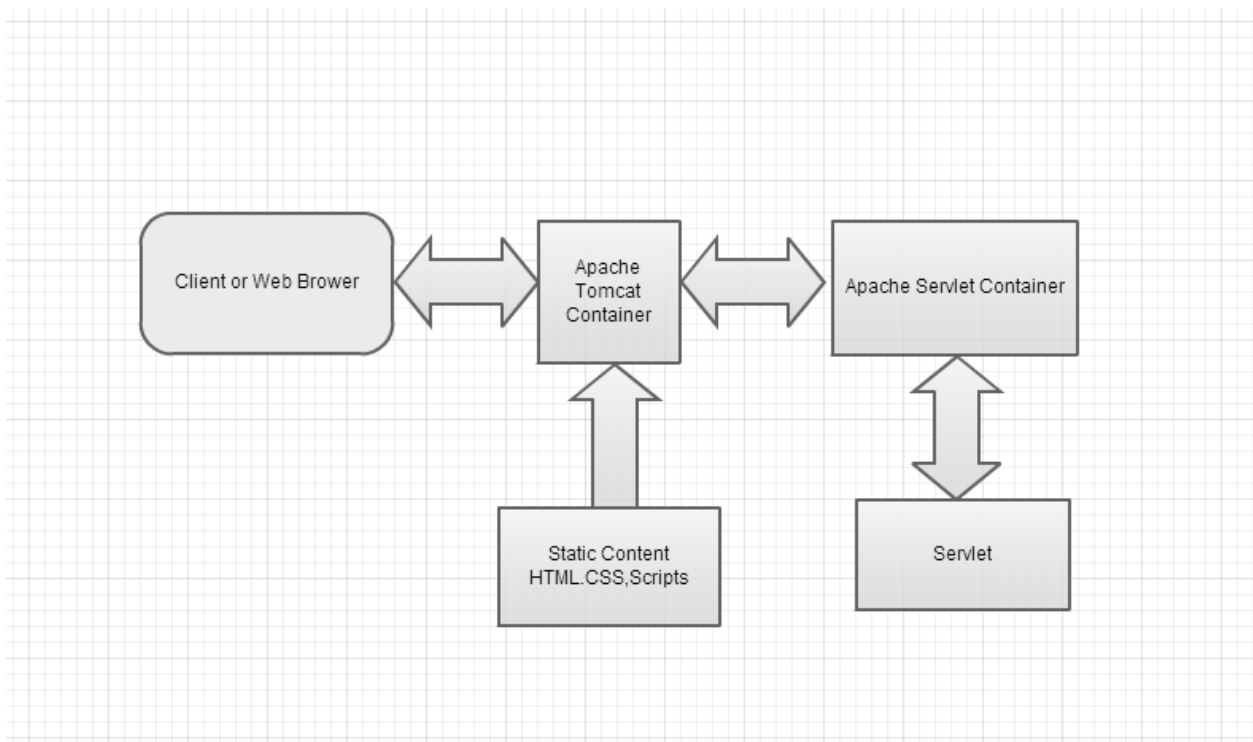 Client or Web Brower
Apache
Tomcat
Container
Apache Servlet Container
Static Content
HTML.CSS,Scripts
Servlet